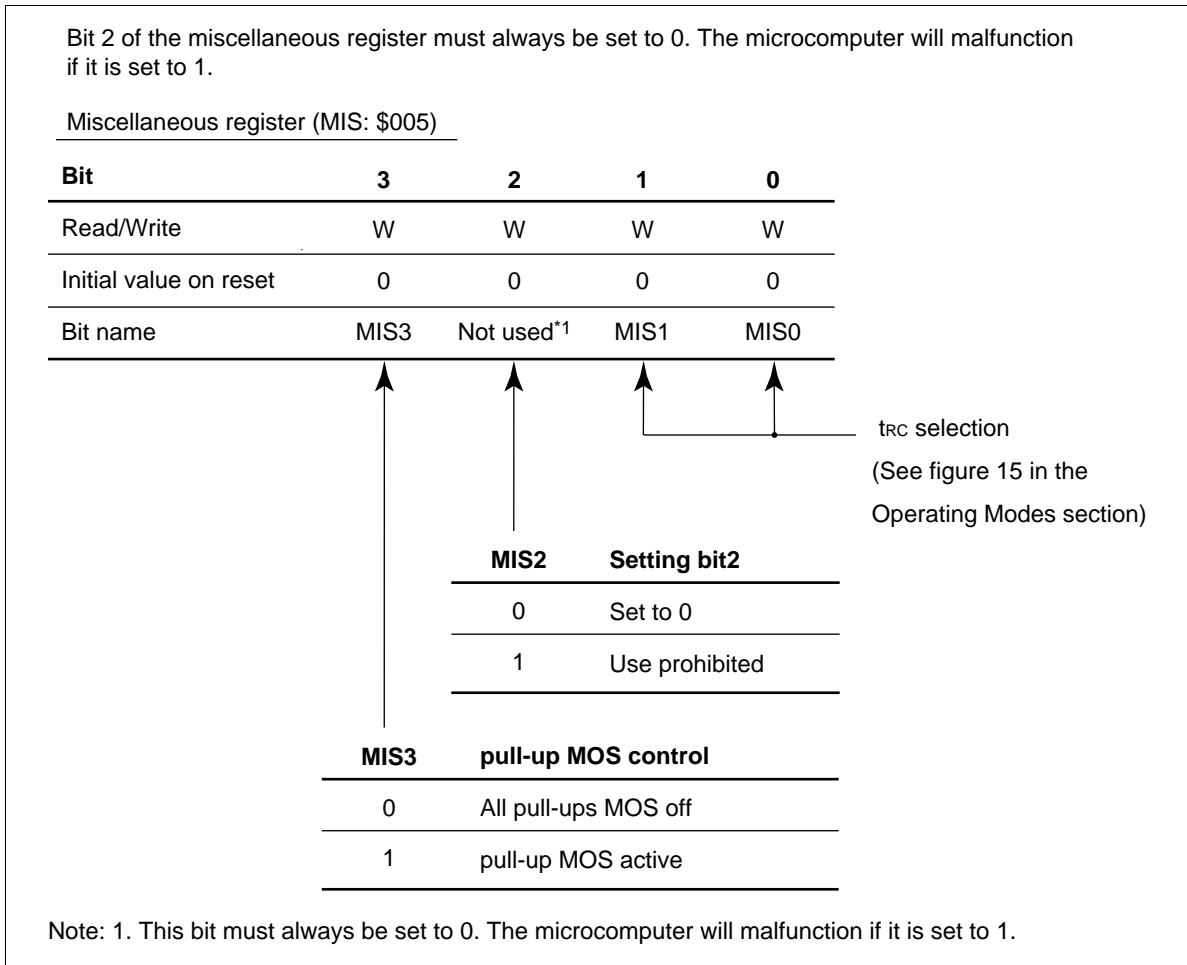 Bit 2 of the miscellaneous register must always be set to 0. The microcomputer will malfunction
if it is set to 1.
Miscellaneous register (MIS: $005)
Bit 3 2 1 0
Read/Write W W W W
Initial value on reset 0 0 0 0
Bit name MIS3 Not used*1 MIS1 MIS0
tRC selection
(See figure 15 in the
Operating Modes section)
MIS2 Setting bit2
0 Set to 0
1 Use prohibited
MIS3 pull-up MOS control
0 All pull-ups MOS off
1 pull-up MOS active
Note: 1. This bit must always be set to 0. The microcomputer will malfunction if it is set to 1.